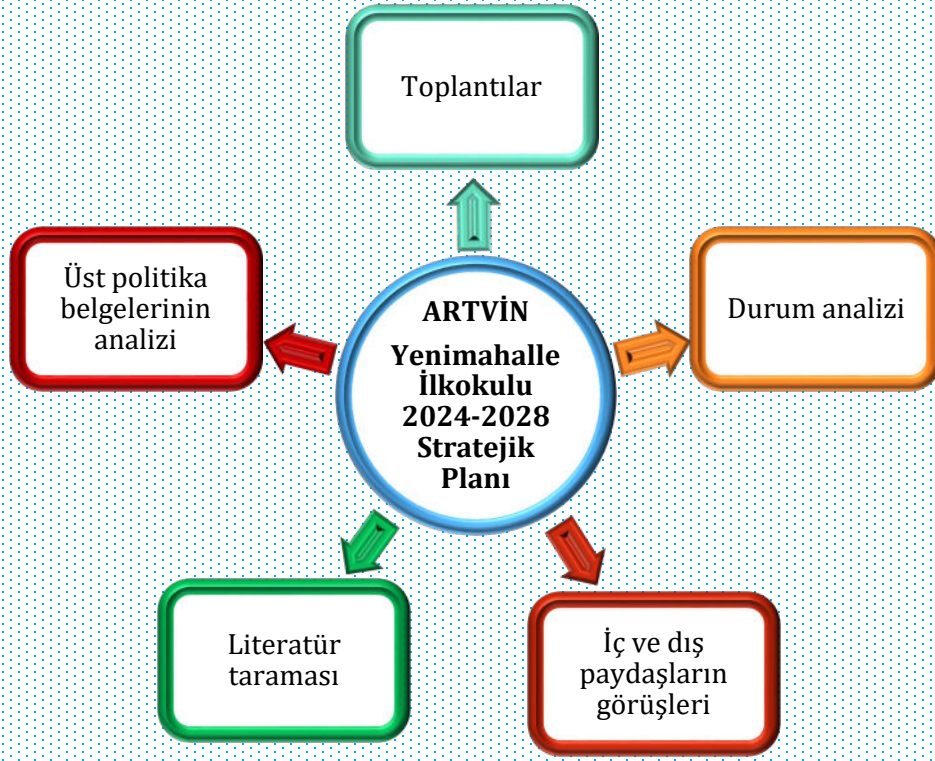 Toplantılar
Üst politika
belgelerinin
analizi
ARTVİN
Yenimahalle
İlkokulu
2024-2028
Stratejik
Planı
Durum analizi
Literatür
taraması
İç ve dış
paydaşların
görüşleri